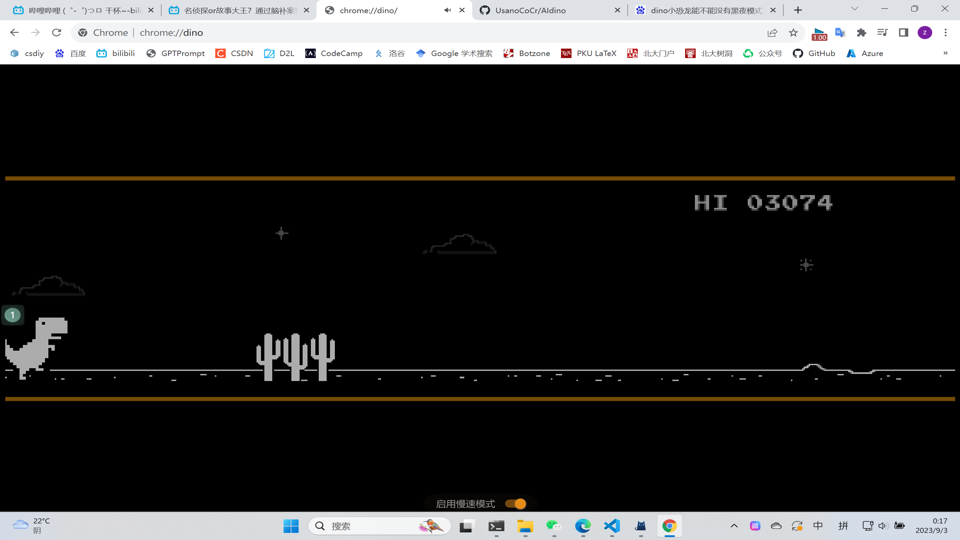 哔哩哔哩 (゜-゜)つロ 干杯~-bili
名侦探or故事大王? 通过脑补案
chrome://dino/
UsanoCoCr/AIdino
dino小恐龙能不能没有黑夜模式
Chrome | chrome://dino
1.00
z
csdiy
百度
bilibili
GPTPrompt
CSDN
D2L
CodeCamp
洛谷
Google 学术搜索
Botzone
PKU LaTeX
北大门户
北大树洞
公众号
GitHub
Azure
»
HI 03074
1
启用慢速模式
22°C
阴
搜索
中
拼
0:17
2023/9/3